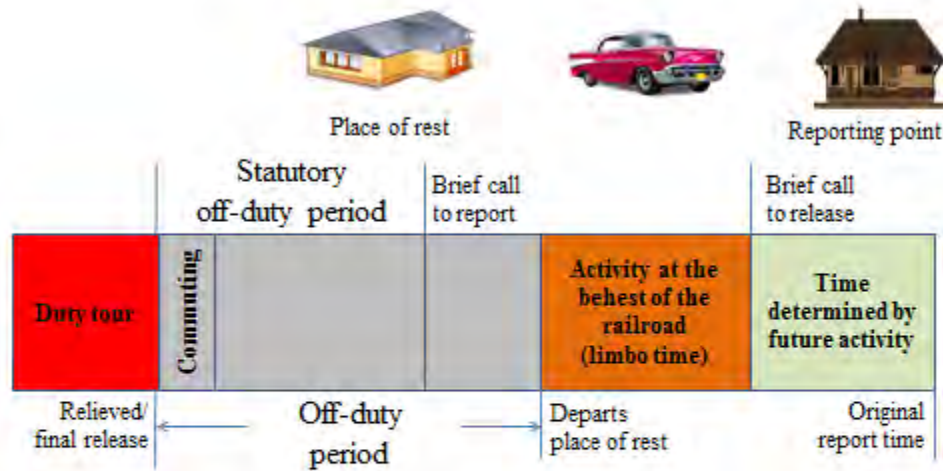 Place of rest
Reporting point
Statutory
off-duty period
Brief call
to report
Brief call
to release
Duty tour
Commuting
Activity at the
behest of the
railroad
(limbo time)
Time
determined by
future activity
Relieved/
final release
Off-duty
period
Departs
place of rest
Original
report time